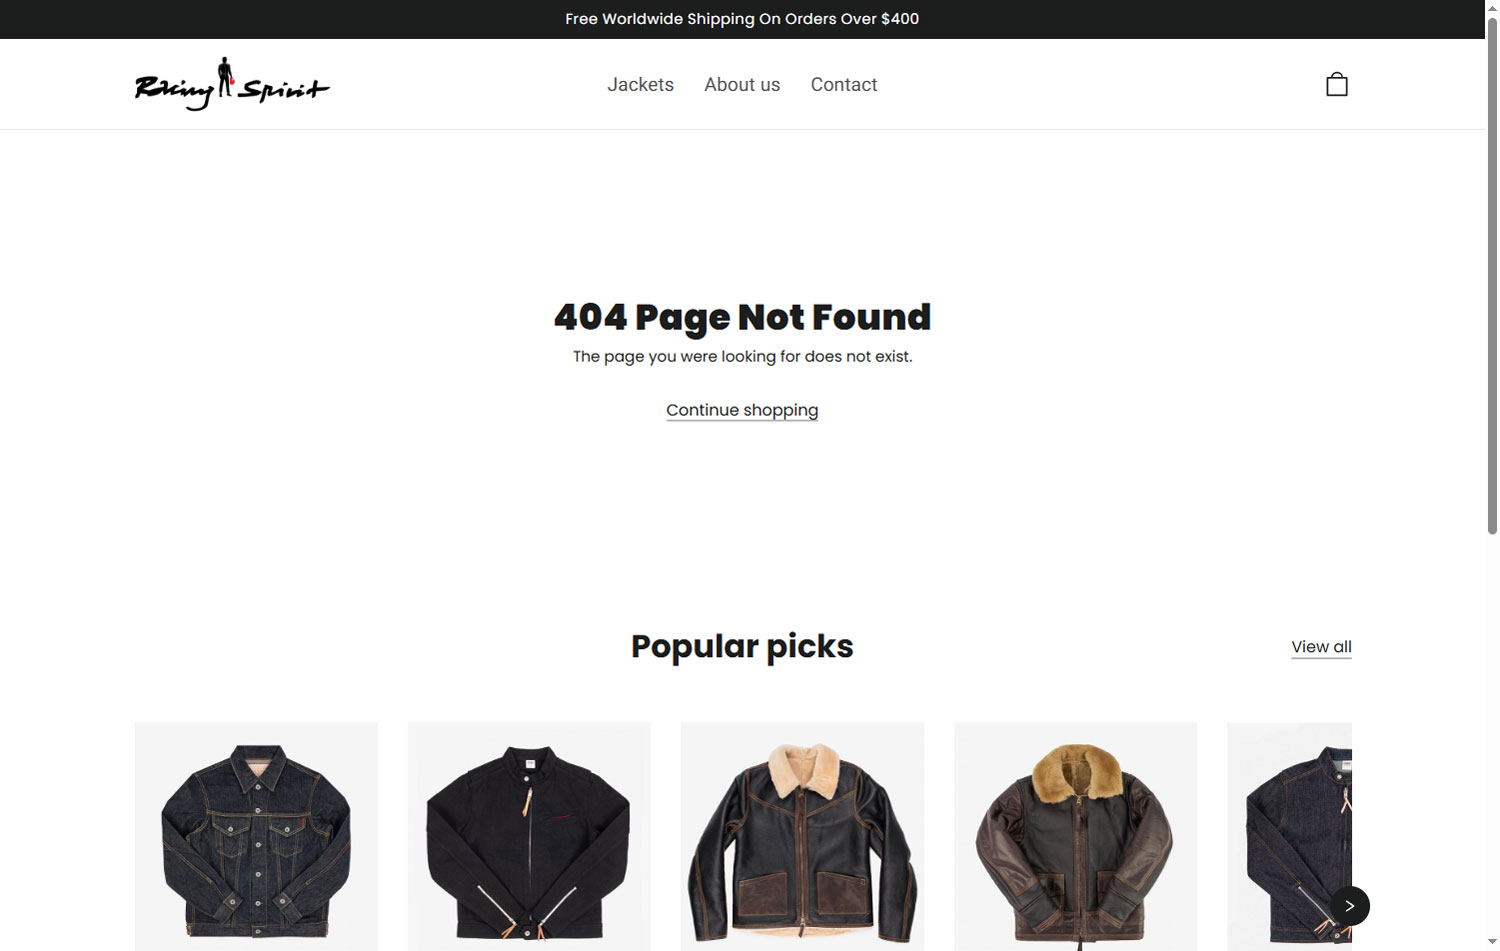 Free Worldwide Shipping On Orders Over $400
Racing Spirit
Jackets
About us
Contact
404 Page Not Found
The page you were looking for does not exist.
Continue shopping
Popular picks
View all